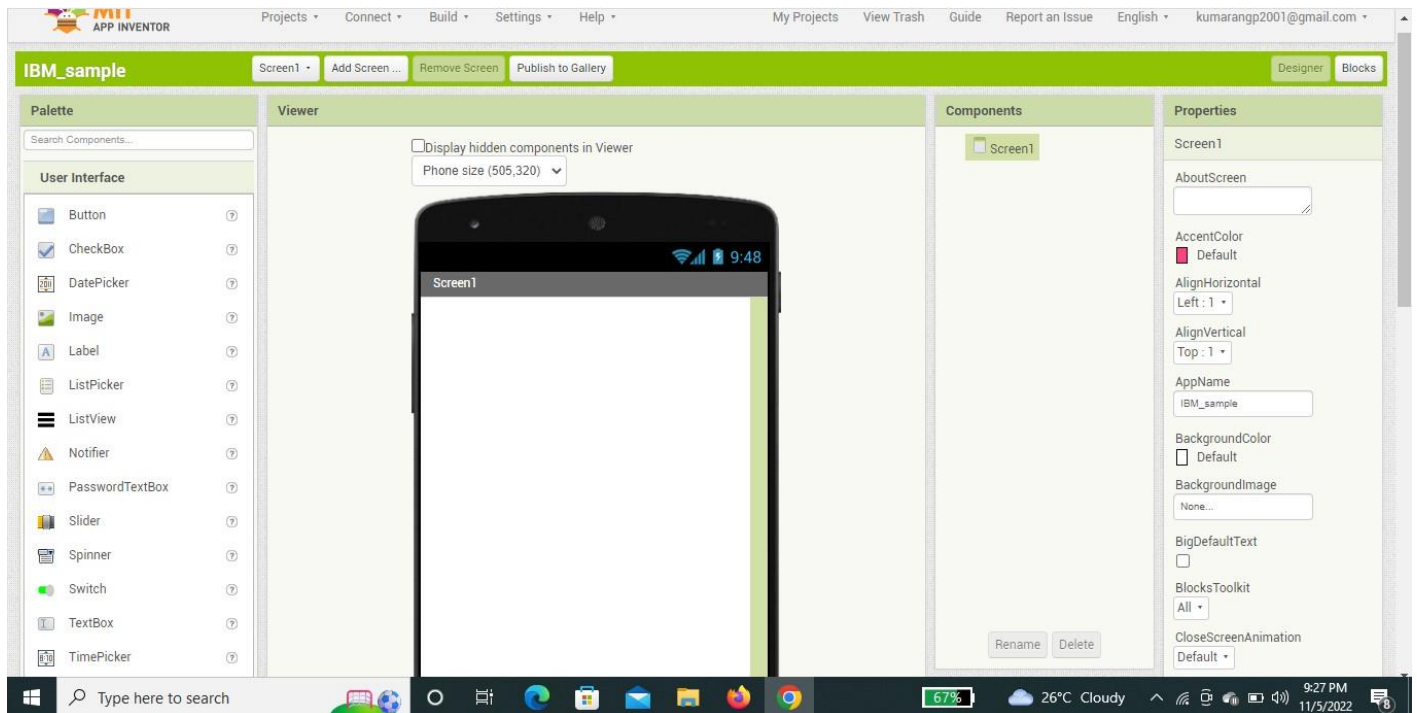 MIT
APP INVENTOR
Projects Connect Build Settings Help My Projects View Trash Guide Report an Issue English kumarangp2001@gmail.com
IBM_sample Screen1 Add Screen ... Remove Screen Publish to Gallery Designer Blocks
Palette
Search Components...
User Interface
Button
CheckBox
DatePicker
Image
Label
ListPicker
ListView
Notifier
PasswordTextBox
Slider
Spinner
Switch
TextBox
TimePicker
Viewer
Display hidden components in Viewer
Phone size (505,320)
9:48
Screen1
Components
Screen1
Rename Delete
Properties
Screen1
AboutScreen
AccentColor
Default
AlignHorizontal
Left : 1
AlignVertical
Top : 1
AppName
IBM_sample
BackgroundColor
Default
BackgroundImage
None...
BigDefaultText
BlocksToolkit
All
CloseScreenAnimation
Default
Type here to search 67% 26°C Cloudy 9:27 PM
11/5/2022 8